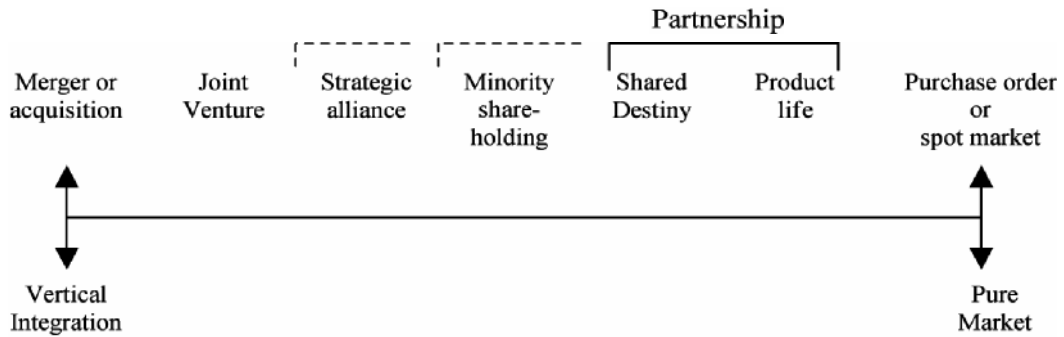 Partnership
Merger or
acquisition
Joint
Venture
Strategic
alliance
Minority
share-
holding
Shared
Destiny
Product
life
Purchase order
or
spot market
Vertical
Integration
Pure
Market